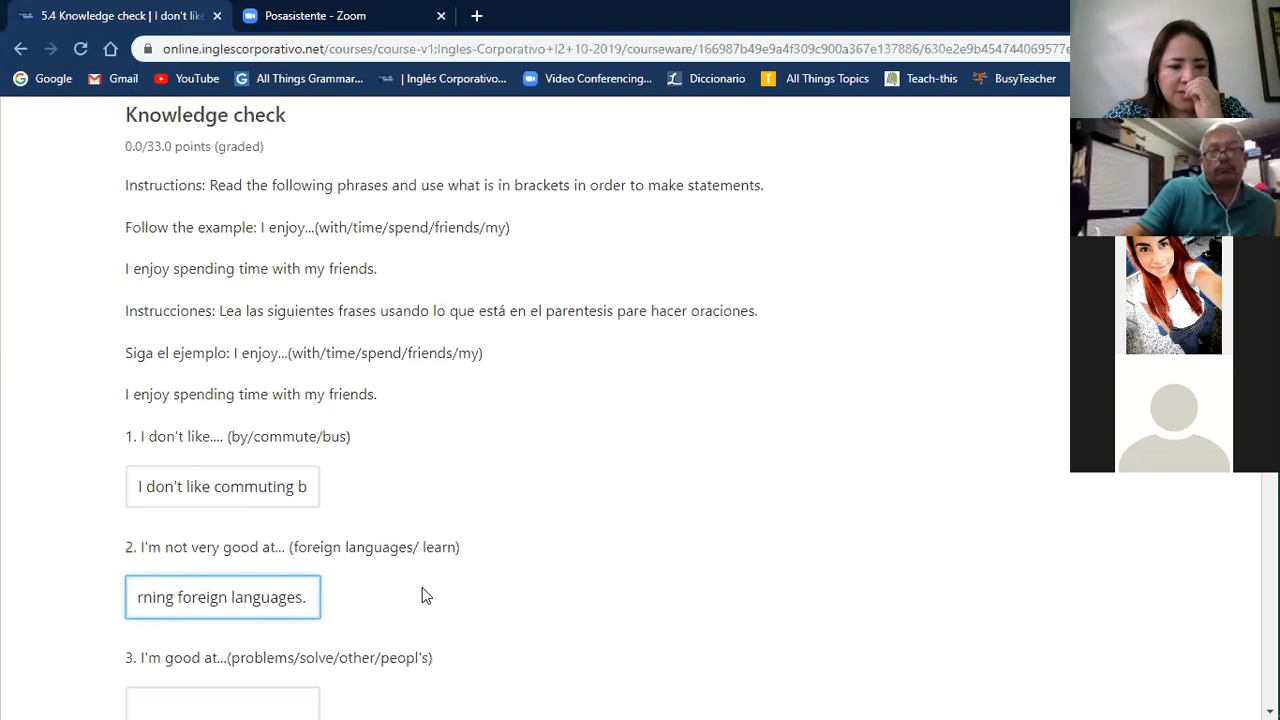 5.4 Knowledge check | I don't like
Posasistente - Zoom
online.inglescorporativo.net/courses/course-v1:Ingles-Corporativo+I2+10-2019/courseware/166987b49e9a4f309c900a367e137886/630e2e9b454744069577e
Google Gmail YouTube All Things Grammar... | Inglés Corporativo... Video Conferencing... Diccionario All Things Topics Teach-this BusyTeacher
Knowledge check
0.0/33.0 points (graded)
Instructions: Read the following phrases and use what is in brackets in order to make statements.
Follow the example: I enjoy...(with/time/spend/friends/my)
I enjoy spending time with my friends.
Instrucciones: Lea las siguientes frases usando lo que está en el parentesis pare hacer oraciones.
Siga el ejemplo: I enjoy...(with/time/spend/friends/my)
I enjoy spending time with my friends.
1. I don't like.... (by/commute/bus)
I don't like commuting b
2. I'm not very good at... (foreign languages/ learn)
rning foreign languages.
3. I'm good at...(problems/solve/other/peopl's)